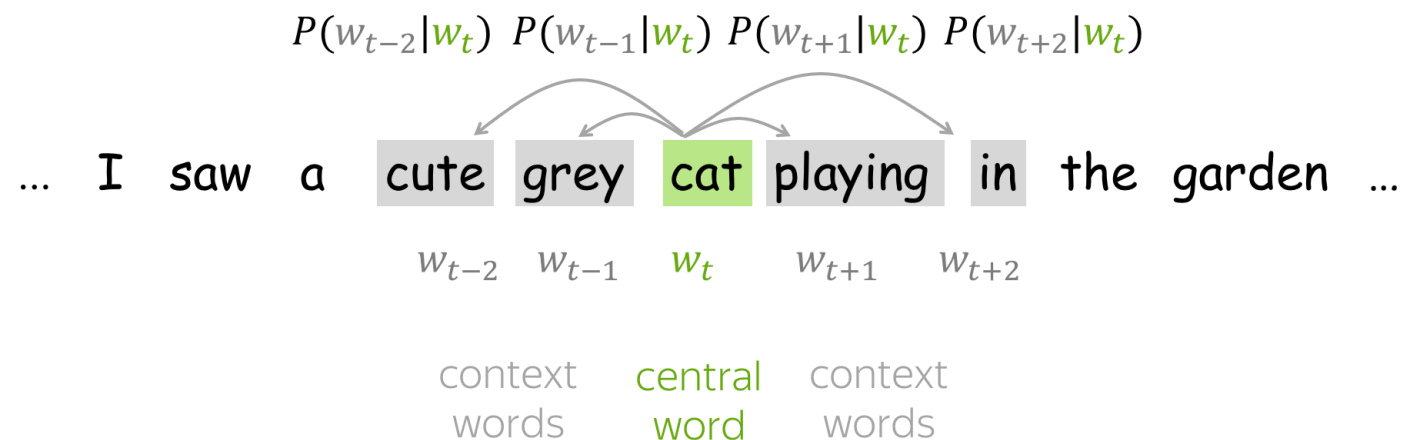 P(w_{t−2}|w_t) P(w_{t−1}|w_t) P(w_{t+1}|w_t) P(w_{t+2}|w_t)
... I saw a cute grey cat playing in the garden ...
w_{t−2} w_{t−1} w_t w_{t+1} w_{t+2}
context central context
words word words